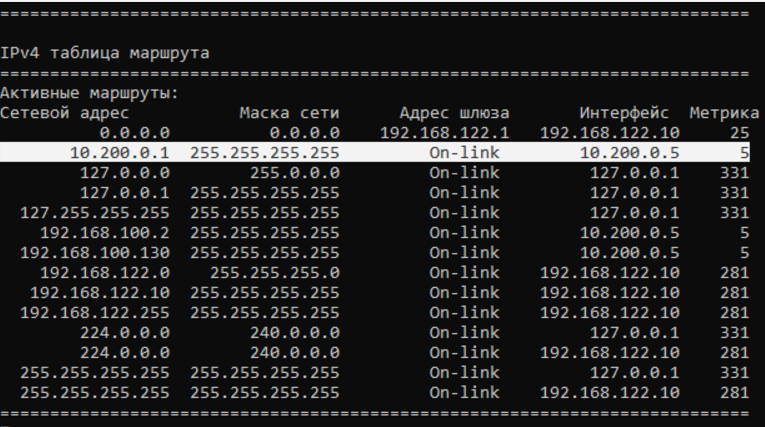 ===========================================================================
IPv4 таблица маршрута
===========================================================================
Активные маршруты:
Сетевой адрес Маска сети Адрес шлюза Интерфейс Метрика
0.0.0.0 0.0.0.0 192.168.122.1 192.168.122.10 25
10.200.0.1 255.255.255.255 On-link 10.200.0.5 5
127.0.0.0 255.0.0.0 On-link 127.0.0.1 331
127.0.0.1 255.255.255.255 On-link 127.0.0.1 331
127.255.255.255 255.255.255.255 On-link 127.0.0.1 331
192.168.100.2 255.255.255.255 On-link 10.200.0.5 5
192.168.100.130 255.255.255.255 On-link 10.200.0.5 5
192.168.122.0 255.255.255.0 On-link 192.168.122.10 281
192.168.122.10 255.255.255.255 On-link 192.168.122.10 281
192.168.122.255 255.255.255.255 On-link 192.168.122.10 281
224.0.0.0 240.0.0.0 On-link 127.0.0.1 331
224.0.0.0 240.0.0.0 On-link 192.168.122.10 281
255.255.255.255 255.255.255.255 On-link 127.0.0.1 331
255.255.255.255 255.255.255.255 On-link 192.168.122.10 281
===========================================================================